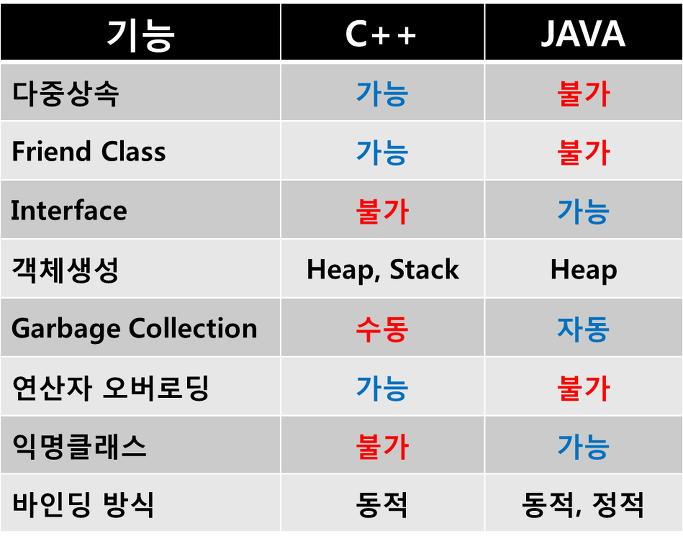 기능 C++ JAVA
다중상속 가능 불가
Friend Class 가능 불가
Interface 불가 가능
객체생성 Heap, Stack Heap
Garbage Collection 수동 자동
연산자 오버로딩 가능 불가
익명클래스 불가 가능
바인딩 방식 동적 동적, 정적